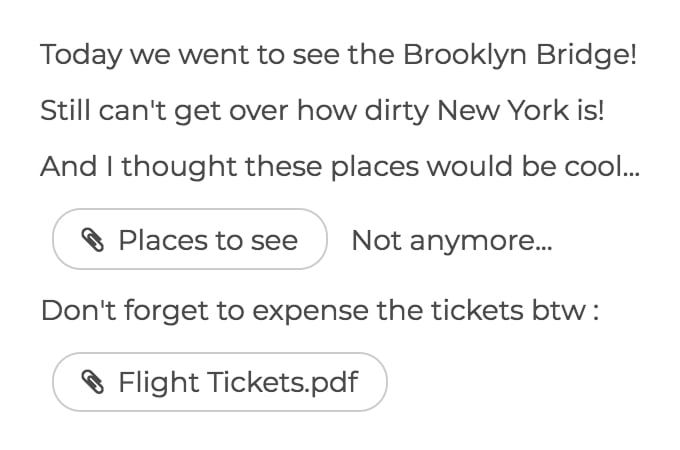 Today we went to see the Brooklyn Bridge!
Still can't get over how dirty New York is!
And I thought these places would be cool...
Places to see Not anymore...
Don't forget to expense the tickets btw :
Flight Tickets.pdf